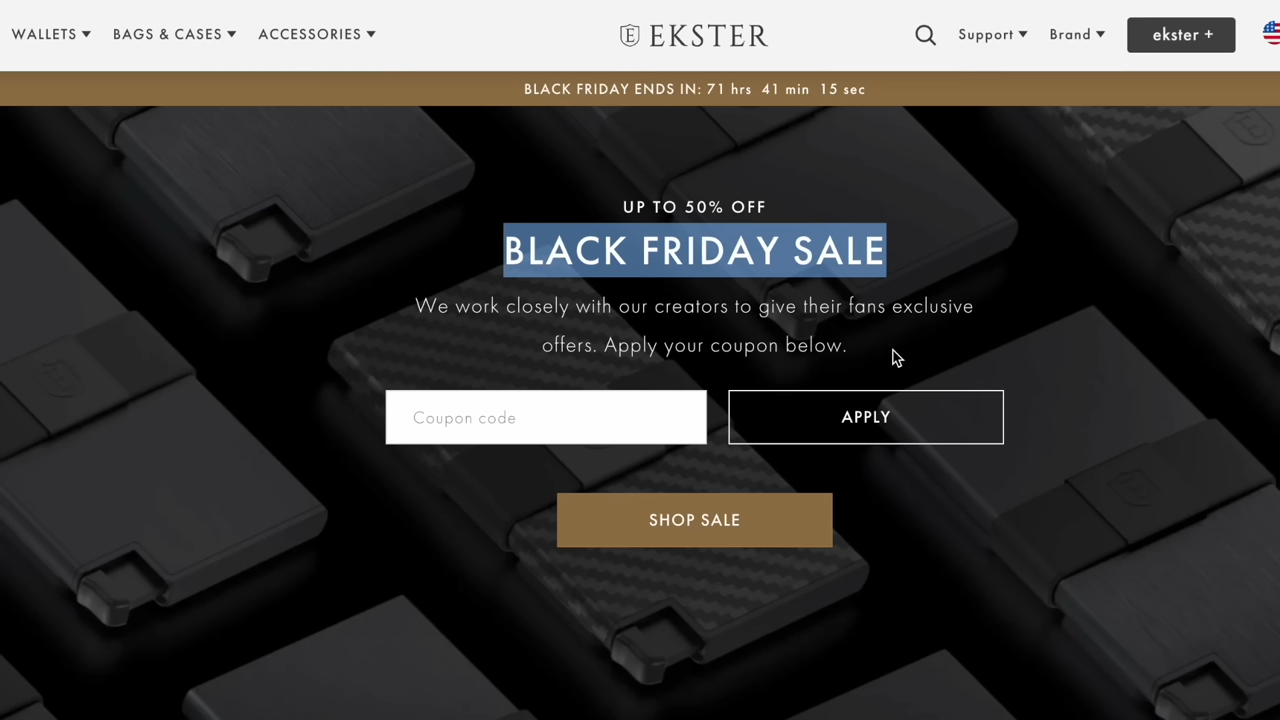 WALLETS BAGS & CASES ACCESSORIES EKSTER Support Brand ekster +
BLACK FRIDAY ENDS IN: 71 hrs 41 min 15 sec
UP TO 50% OFF
BLACK FRIDAY SALE
We work closely with our creators to give their fans exclusive
offers. Apply your coupon below.
Coupon code APPLY
SHOP SALE